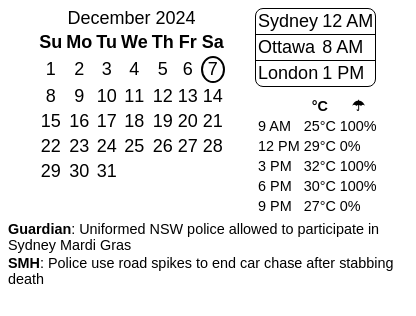 December 2024
Su Mo Tu We Th Fr Sa
1 2 3 4 5 6 7
8 9 10 11 12 13 14
15 16 17 18 19 20 21
22 23 24 25 26 27 28
29 30 31
Sydney 12 AM
Ottawa 8 AM
London 1 PM
°C ☂
9 AM 25°C 100%
12 PM 29°C 0%
3 PM 32°C 100%
6 PM 30°C 100%
9 PM 27°C 0%
Guardian: Uniformed NSW police allowed to participate in
Sydney Mardi Gras
SMH: Police use road spikes to end car chase after stabbing
death